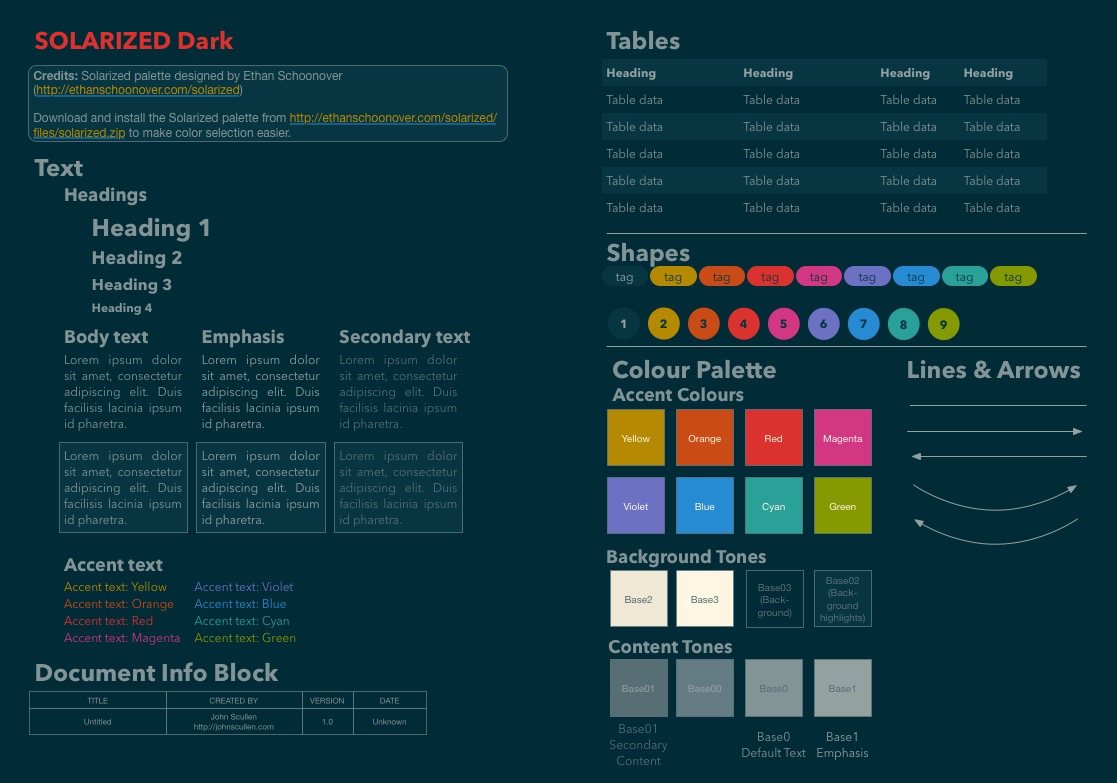 SOLARIZED Dark
Credits: Solarized palette designed by Ethan Schoonover
(http://ethanschoonover.com/solarized)
Download and install the Solarized palette from http://ethanschoonover.com/solarized/
files/solarized.zip to make color selection easier.
Text
Headings
Heading 1
Heading 2
Heading 3
Heading 4
Body text
Lorem ipsum dolor
sit amet, consectetur
adipiscing elit. Duis
facilisis lacinia ipsum
id pharetra.
Lorem ipsum dolor
sit amet, consectetur
adipiscing elit. Duis
facilisis lacinia ipsum
id pharetra.
Emphasis
Lorem ipsum dolor
sit amet, consectetur
adipiscing elit. Duis
facilisis lacinia ipsum
id pharetra.
Lorem ipsum dolor
sit amet, consectetur
adipiscing elit. Duis
facilisis lacinia ipsum
id pharetra.
Secondary text
Lorem ipsum dolor
sit amet, consectetur
adipiscing elit. Duis
facilisis lacinia ipsum
id pharetra.
Lorem ipsum dolor
sit amet, consectetur
adipiscing elit. Duis
facilisis lacinia ipsum
id pharetra.
Accent text
Accent text: Yellow Accent text: Violet
Accent text: Orange Accent text: Blue
Accent text: Red Accent text: Cyan
Accent text: Magenta Accent text: Green
Document Info Block
TITLE CREATED BY VERSION DATE
Untitled John Scullen 1.0 Unknown
http://johnscullen.com
Tables
Heading Heading Heading Heading
Table data Table data Table data Table data
Table data Table data Table data Table data
Table data Table data Table data Table data
Table data Table data Table data Table data
Table data Table data Table data Table data
Shapes
tag tag tag tag tag tag tag tag tag
1 2 3 4 5 6 7 8 9
Colour Palette
Accent Colours
Yellow Orange Red Magenta
Violet Blue Cyan Green
Background Tones
Base2
Base3
Base03
(Back-
ground)
Base02
(Back-
ground
highlights)
Content Tones
Base01 Base00 Base0 Base1
Base01
Secondary
Content
Base0
Default Text
Base1
Emphasis
Lines & Arrows